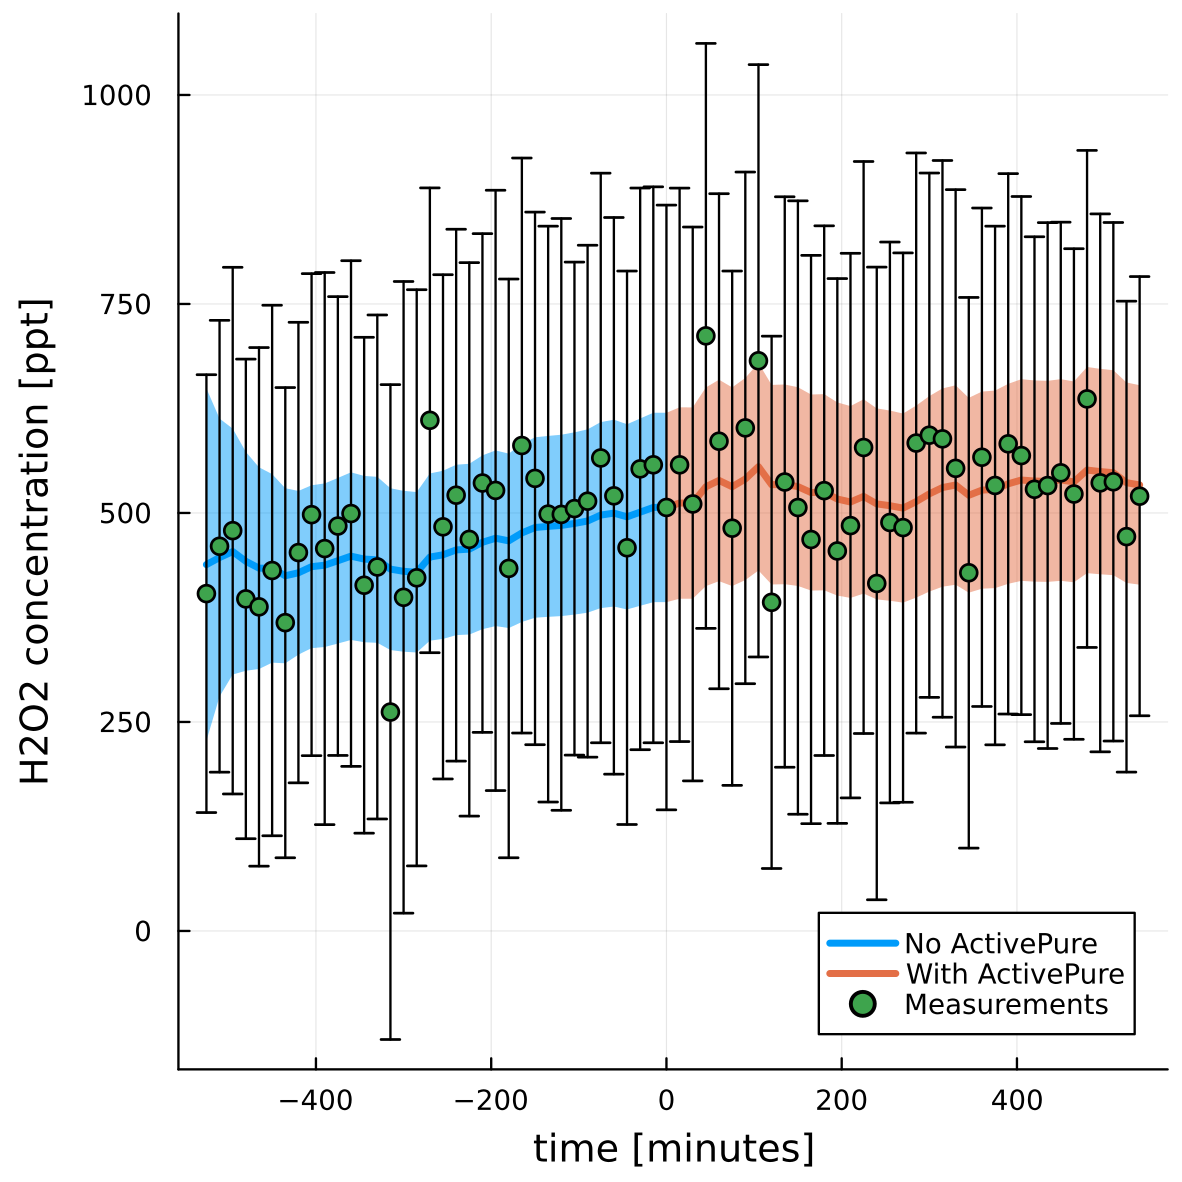 H2O2 concentration [ppt]
1000
750
500
250
0
−400
−200
0
200
400
time [minutes]
No ActivePure
With ActivePure
Measurements